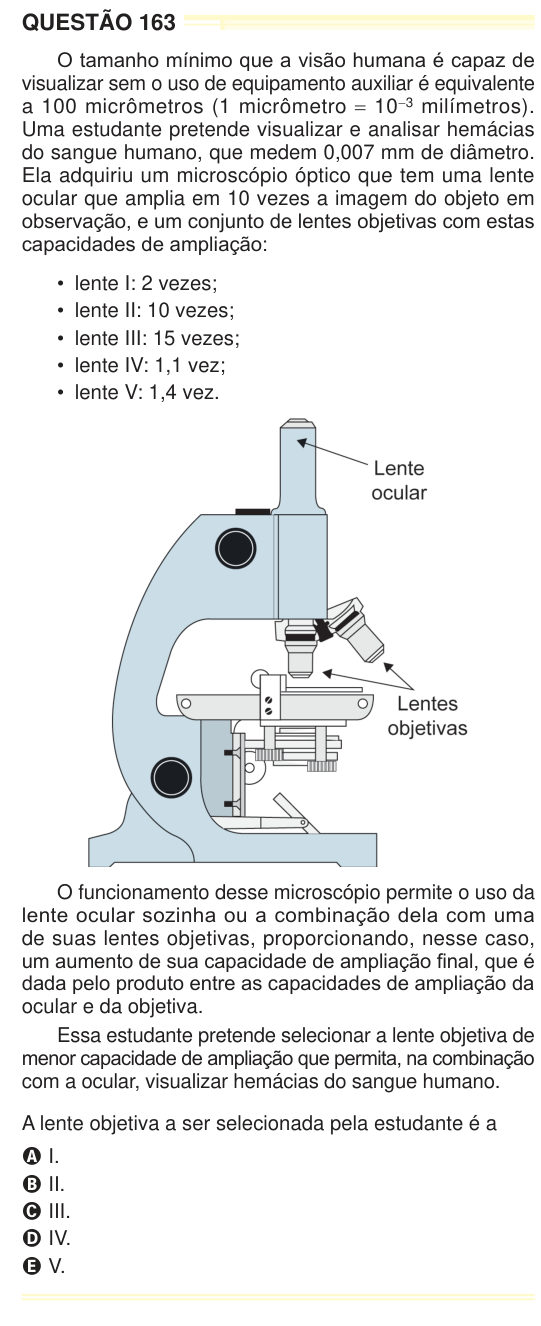 QUESTÃO 163
O tamanho mínimo que a visão humana é capaz de
visualizar sem o uso de equipamento auxiliar é equivalente
a 100 micrômetros (1 micrômetro = 10⁻³ milímetros).
Uma estudante pretende visualizar e analisar hemácias
do sangue humano, que medem 0,007 mm de diâmetro.
Ela adquiriu um microscópio óptico que tem uma lente
ocular que amplia em 10 vezes a imagem do objeto em
observação, e um conjunto de lentes objetivas com estas
capacidades de ampliação:
• lente I: 2 vezes;
• lente II: 10 vezes;
• lente III: 15 vezes;
• lente IV: 1,1 vez;
• lente V: 1,4 vez.
Lente
ocular
Lentes
objetivas
O funcionamento desse microscópio permite o uso da
lente ocular sozinha ou a combinação dela com uma
de suas lentes objetivas, proporcionando, nesse caso,
um aumento de sua capacidade de ampliação final, que é
dada pelo produto entre as capacidades de ampliação da
ocular e da objetiva.
Essa estudante pretende selecionar a lente objetiva de
menor capacidade de ampliação que permita, na combinação
com a ocular, visualizar hemácias do sangue humano.
A lente objetiva a ser selecionada pela estudante é a
A I.
B II.
C III.
D IV.
E V.